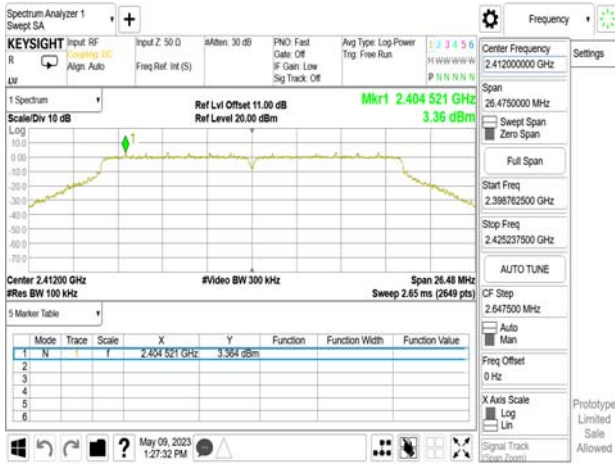 Spectrum Analyzer 1
Swept SA
KEYSIGHT
R
Input: RF
Coupling: DC
Align: Auto
Input Z: 50 Ω
Freq Ref: Int (S)
#Atten: 30 dB
PNO: Fast
Gate: Off
IF Gain: Low
Sig Track: Off
Avg Type: Log-Power
Trig: Free Run
1 2 3 4 5 6
M W W W W W
P N N N N N
1 Spectrum
Scale/Div 10 dB
Ref Lvl Offset 11.00 dB
Ref Level 20.00 dBm
Mkr1 2.404 521 GHz
3.36 dBm
Log
1
10.0
0.00
-10.0
-20.0
-30.0
-40.0
-50.0
-60.0
-70.0
Center 2.41200 GHz
#Res BW 100 kHz
#Video BW 300 kHz
Span 26.48 MHz
Sweep 2.65 ms (2649 pts)
5 Marker Table
Mode Trace Scale X Y Function Function Width Function Value
1 N 1 f 2.404 521 GHz 3.364 dBm
2
3
4
5
6
May 09, 2023
1:27:32 PM
Frequency
Settings
Center Frequency
2.412000000 GHz
Span
26.4750000 MHz
Swept Span
Zero Span
Full Span
Start Freq
2.398762500 GHz
Stop Freq
2.425237500 GHz
AUTO TUNE
CF Step
2.647500 MHz
Auto
Man
Freq Offset
0 Hz
X Axis Scale
Log
Lin
Signal Track
(Span Zoom)
Prototype
Limited
Sale
Allowed